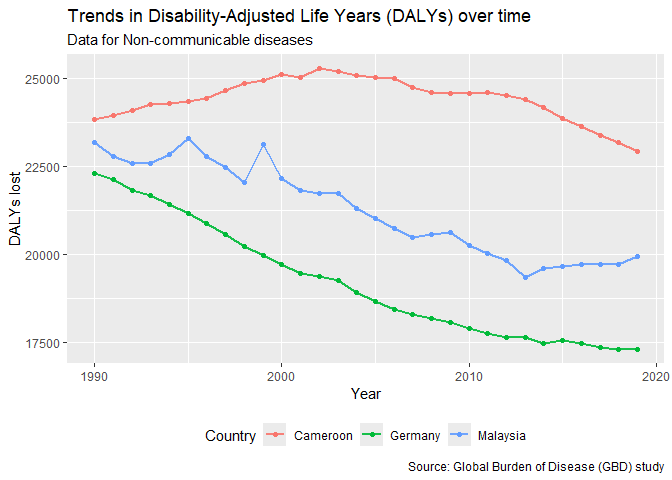 Trends in Disability-Adjusted Life Years (DALYs) over time
Data for Non-communicable diseases
DALYs lost
25000
22500
20000
17500
1990
2000
2010
2020
Year
Country
Cameroon
Germany
Malaysia
Source: Global Burden of Disease (GBD) study